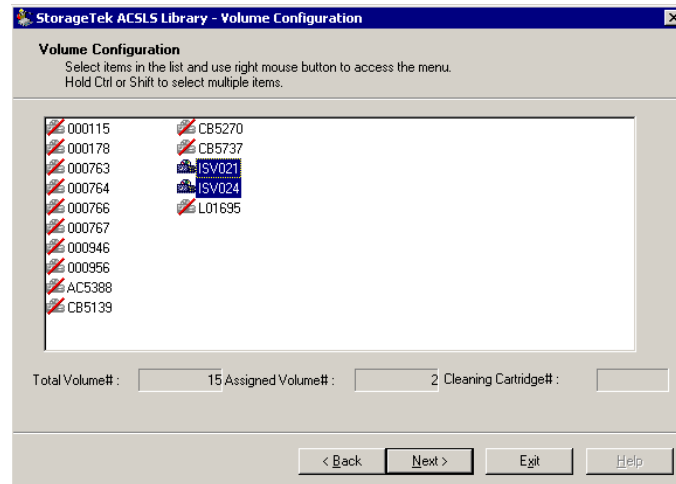 StorageTek ACSLS Library - Volume Configuration
Volume Configuration
Select items in the list and use right mouse button to access the menu.
Hold Ctrl or Shift to select multiple items.
000115 CB5270
000178 CB5737
000763 ISV021
000764 ISV024
000766 L01695
000767
000946
000956
AC5388
CB5139
Total Volume# : 15 Assigned Volume# : 2 Cleaning Cartridge# :
< Back Next > Exit Help